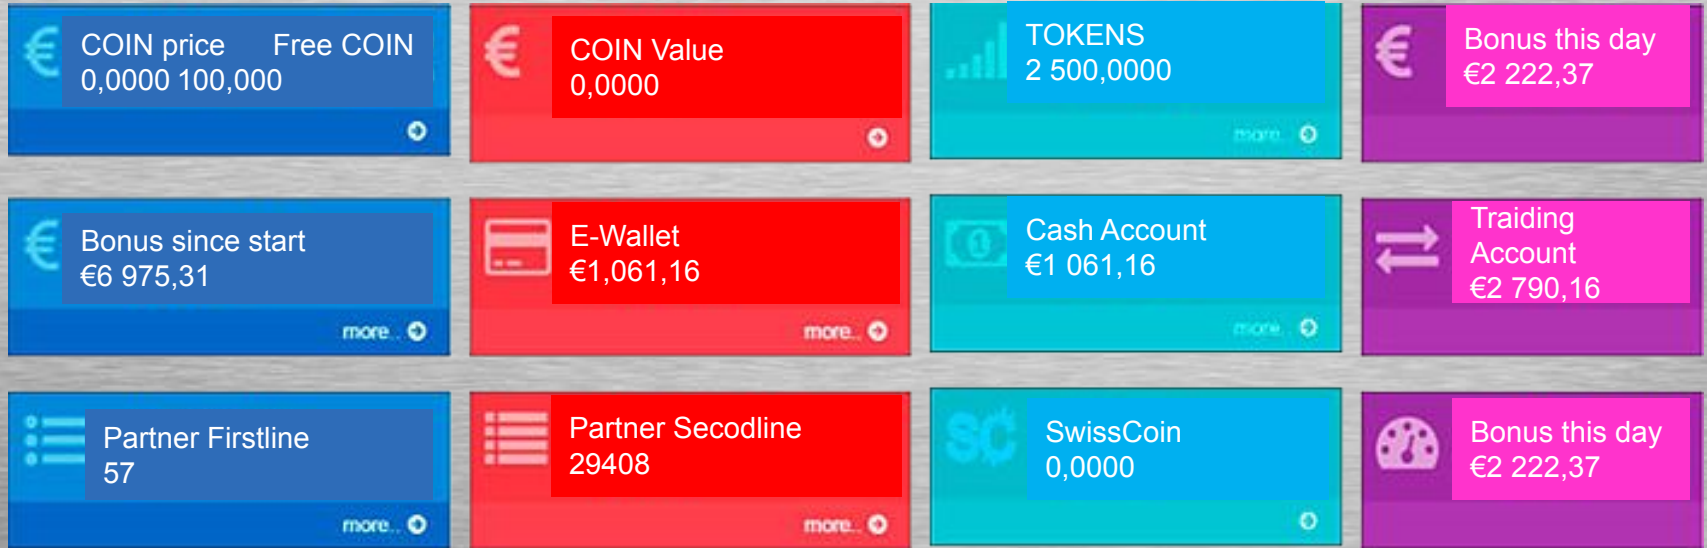 COIN price Free COIN
0,0000 100,000
COIN Value
0,0000
TOKENS
2 500,0000
more..
Bonus this day
€2 222,37
Bonus since start
€6 975,31
more..
E-Wallet
€1,061,16
more..
Cash Account
€1 061,16
more..
Traiding
Account
€2 790,16
Partner Firstline
57
more..
Partner Secodline
29408
more..
SwissCoin
0,0000
Bonus this day
€2 222,37